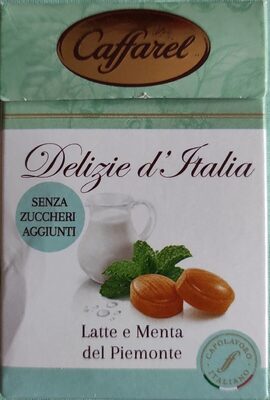 Caffarel
Delizie d'Italia
SENZA
ZUCCHERI
AGGIUNTI
Latte e Menta
del Piemonte
CAPOLAVORO
ITALIANO